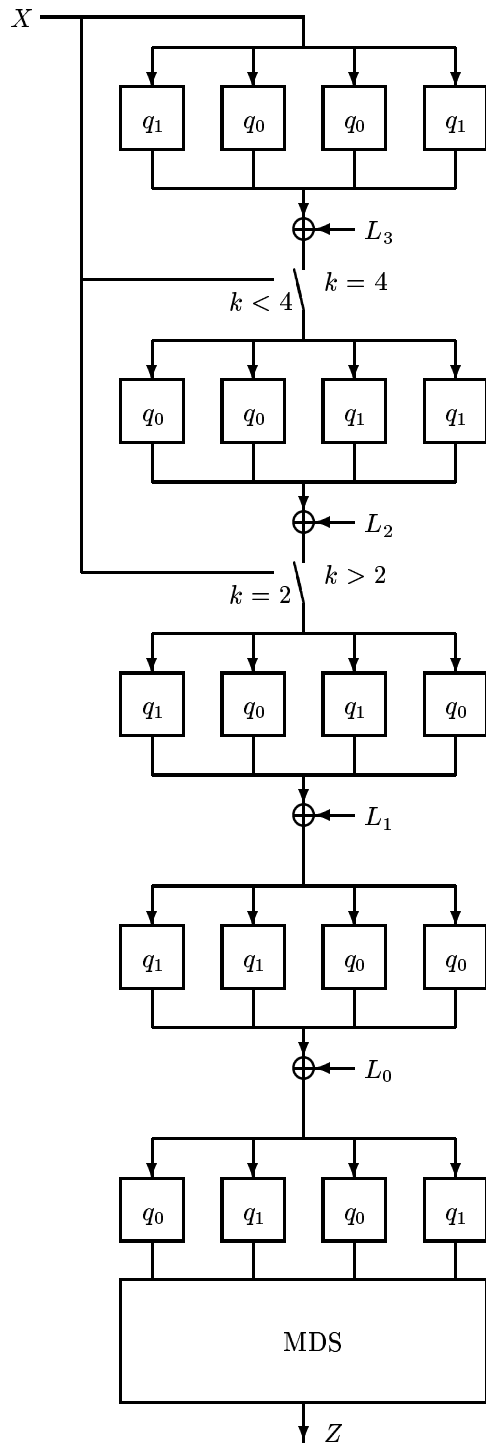 X
q₁ q₀ q₀ q₁
L₃
k = 4
k < 4
q₀ q₀ q₁ q₁
L₂
k > 2
k = 2
q₁ q₀ q₁ q₀
L₁
q₁ q₁ q₀ q₀
L₀
q₀ q₁ q₀ q₁
MDS
Z